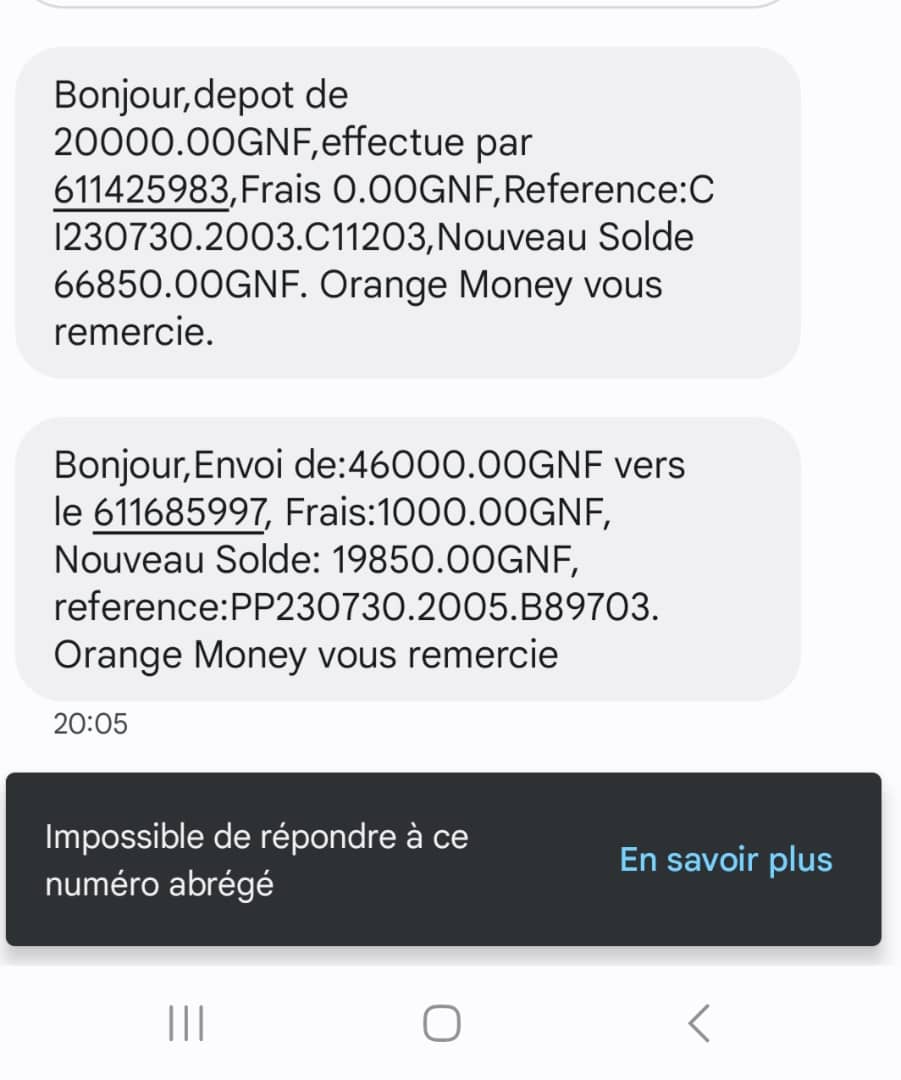 Bonjour,depot de
20000.00GNF,effectue par
611425983,Frais 0.00GNF,Reference:C
I230730.2003.C11203,Nouveau Solde
66850.00GNF. Orange Money vous
remercie.
Bonjour,Envoi de:46000.00GNF vers
le 611685997, Frais:1000.00GNF,
Nouveau Solde: 19850.00GNF,
reference:PP230730.2005.B89703.
Orange Money vous remercie
20:05
Impossible de répondre à ce
numéro abrégé
En savoir plus